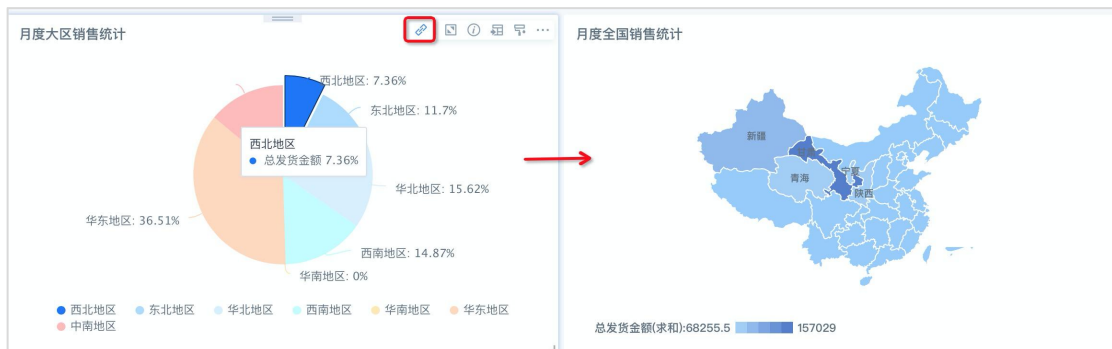 月度大区销售统计
西北地区: 7.36%
东北地区: 11.7%
西北地区
总发货金额 7.36%
华北地区: 15.62%
华东地区: 36.51%
西南地区: 14.87%
华南地区: 0%
西北地区 东北地区 华北地区 西南地区 华南地区 华东地区
中南地区
月度全国销售统计
新疆
甘肃
宁夏
青海
陕西
总发货金额(求和):68255.5 157029